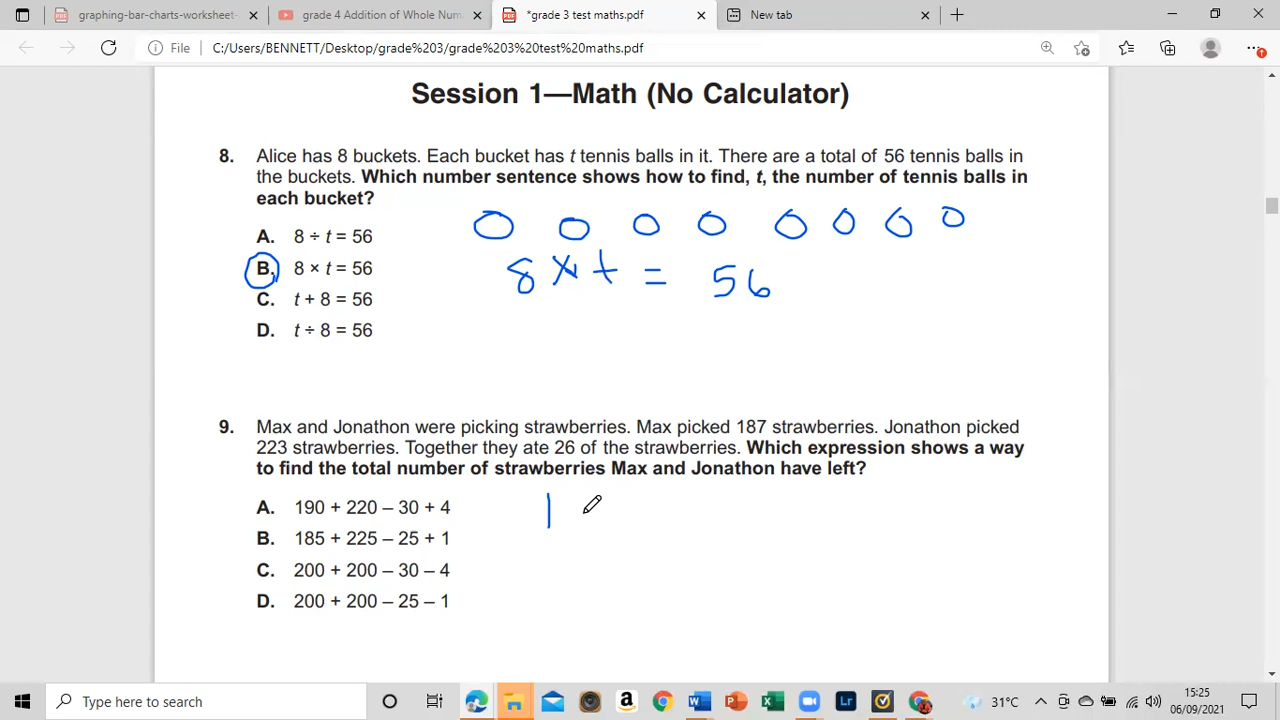 graphing-bar-charts-worksheet-
grade 4 Addition of Whole Num
*grade 3 test maths.pdf
New tab
File
C:/Users/BENNETT/Desktop/grade%203/grade%203%20test%20maths.pdf
Session 1—Math (No Calculator)
8. Alice has 8 buckets. Each bucket has t tennis balls in it. There are a total of 56 tennis balls in
the buckets. Which number sentence shows how to find, t, the number of tennis balls in
each bucket?
A. 8 ÷ t = 56
B. 8 × t = 56
8 × t = 56
C. t + 8 = 56
D. t ÷ 8 = 56
9. Max and Jonathon were picking strawberries. Max picked 187 strawberries. Jonathon picked
223 strawberries. Together they ate 26 of the strawberries. Which expression shows a way
to find the total number of strawberries Max and Jonathon have left?
A. 190 + 220 – 30 + 4
1
B. 185 + 225 – 25 + 1
C. 200 + 200 – 30 – 4
D. 200 + 200 – 25 – 1
Type here to search
31°C
15:25
06/09/2021